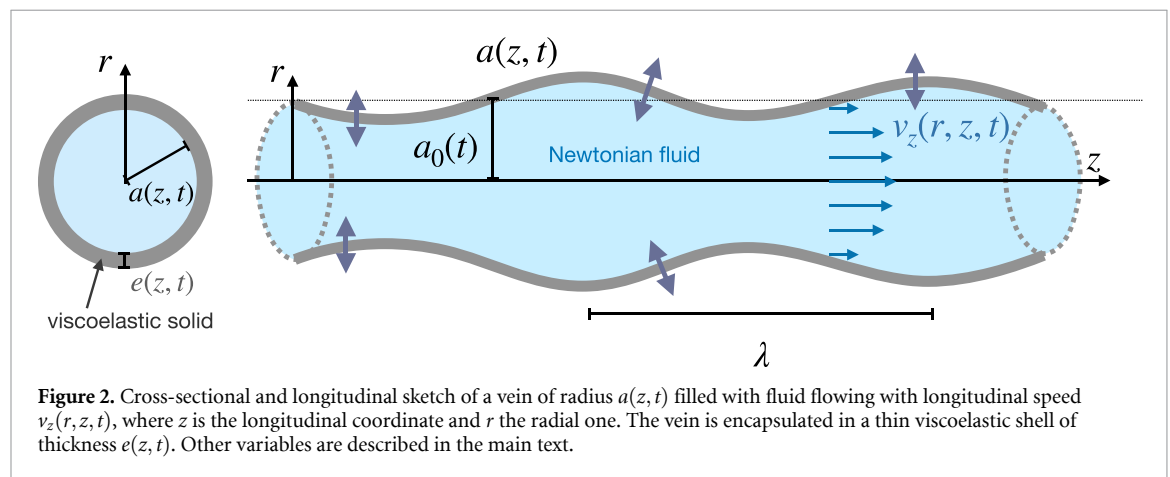 r
a(z, t)
e(z, t)
viscoelastic solid
r
a(z, t)
a₀(t)
Newtonian fluid
v_z(r, z, t)
z
λ
Figure 2. Cross-sectional and longitudinal sketch of a vein of radius a(z, t) filled with fluid flowing with longitudinal speed
v_z(r, z, t), where z is the longitudinal coordinate and r the radial one. The vein is encapsulated in a thin viscoelastic shell of
thickness e(z, t). Other variables are described in the main text.